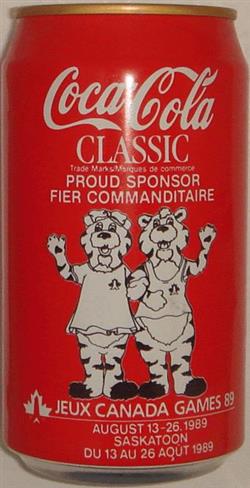 Coca-Cola
CLASSIC
Trade Marks/Marques de commerce
PROUD SPONSOR
FIER COMMANDITAIRE
JEUX CANADA GAMES 89
AUGUST 13-26.1989
SASKATOON
DU 13 AU 26 AOUT 1989